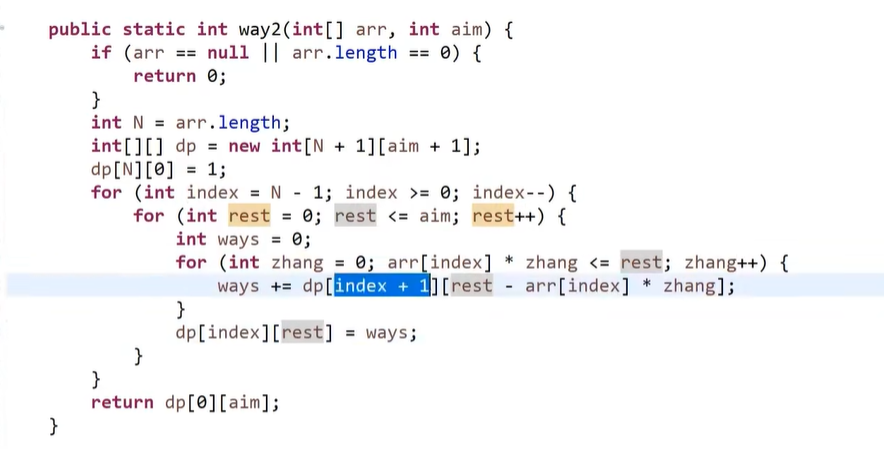 public static int way2(int[] arr, int aim) {
if (arr == null || arr.length == 0) {
return 0;
}
int N = arr.length;
int[][] dp = new int[N + 1][aim + 1];
dp[N][0] = 1;
for (int index = N - 1; index >= 0; index--) {
for (int rest = 0; rest <= aim; rest++) {
int ways = 0;
for (int zhang = 0; arr[index] * zhang <= rest; zhang++) {
ways += dp[index + 1][rest - arr[index] * zhang];
}
dp[index][rest] = ways;
}
}
return dp[0][aim];
}